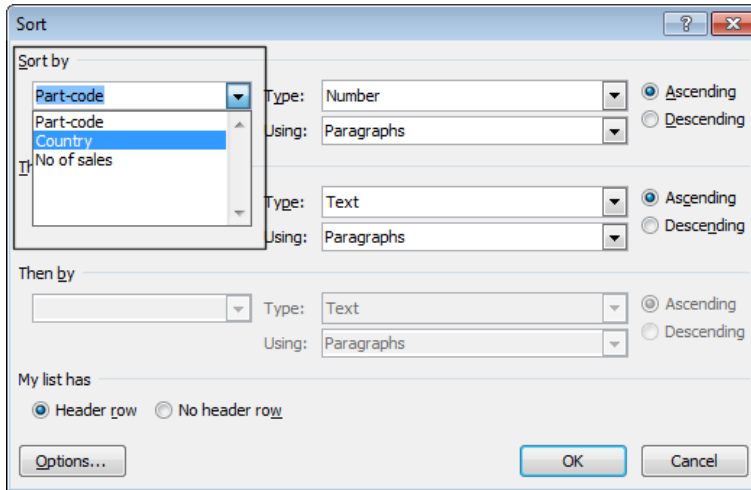 Sort
Sort by
Part-code
Type: Number
Ascending
Part-code
Using: Paragraphs
Descending
Country
No of sales
Th
Type: Text
Ascending
Using: Paragraphs
Descending
Then by
Type: Text
Ascending
Using: Paragraphs
Descending
My list has
Header row No header row
Options... OK Cancel